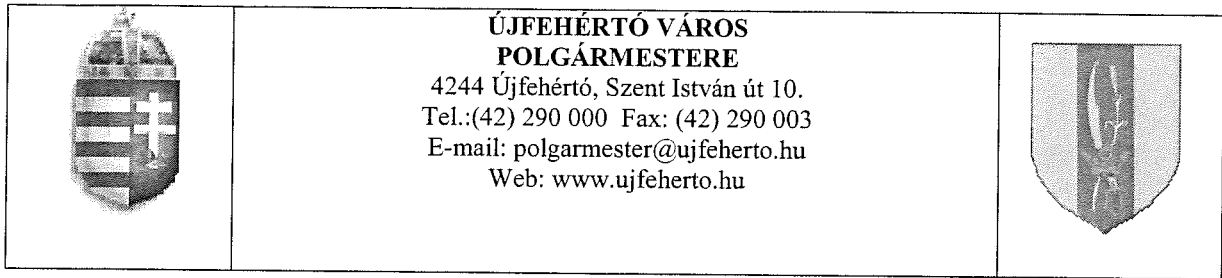 ÚJFEHÉRTÓ VÁROS
POLGÁRMESTERE
4244 Újfehértó, Szent István út 10.
Tel.:(42) 290 000 Fax: (42) 290 003
E-mail: polgarmester@ujfeherto.hu
Web: www.ujfeherto.hu